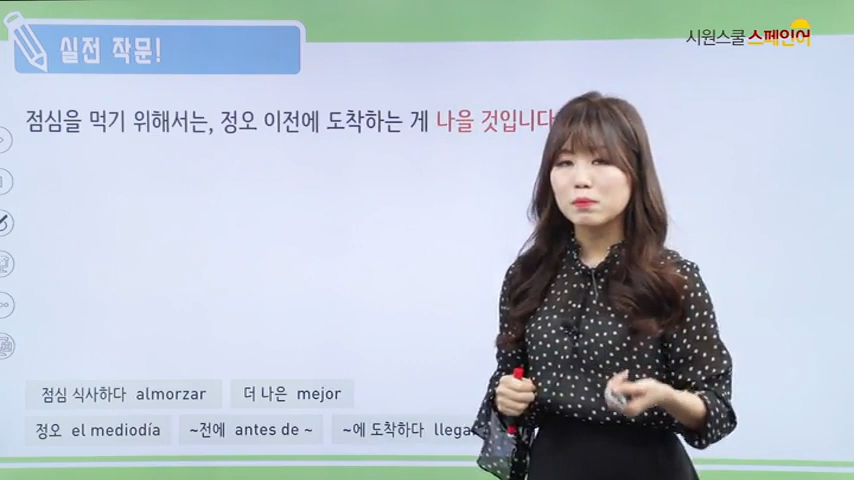 실전 작문!
시원스쿨 스페인어
점심을 먹기 위해서는, 정오 이전에 도착하는 게 나을 것입니다
점심 식사하다 almorzar
더 나은 mejor
정오 el mediodía
~전에 antes de ~
~에 도착하다 llegar